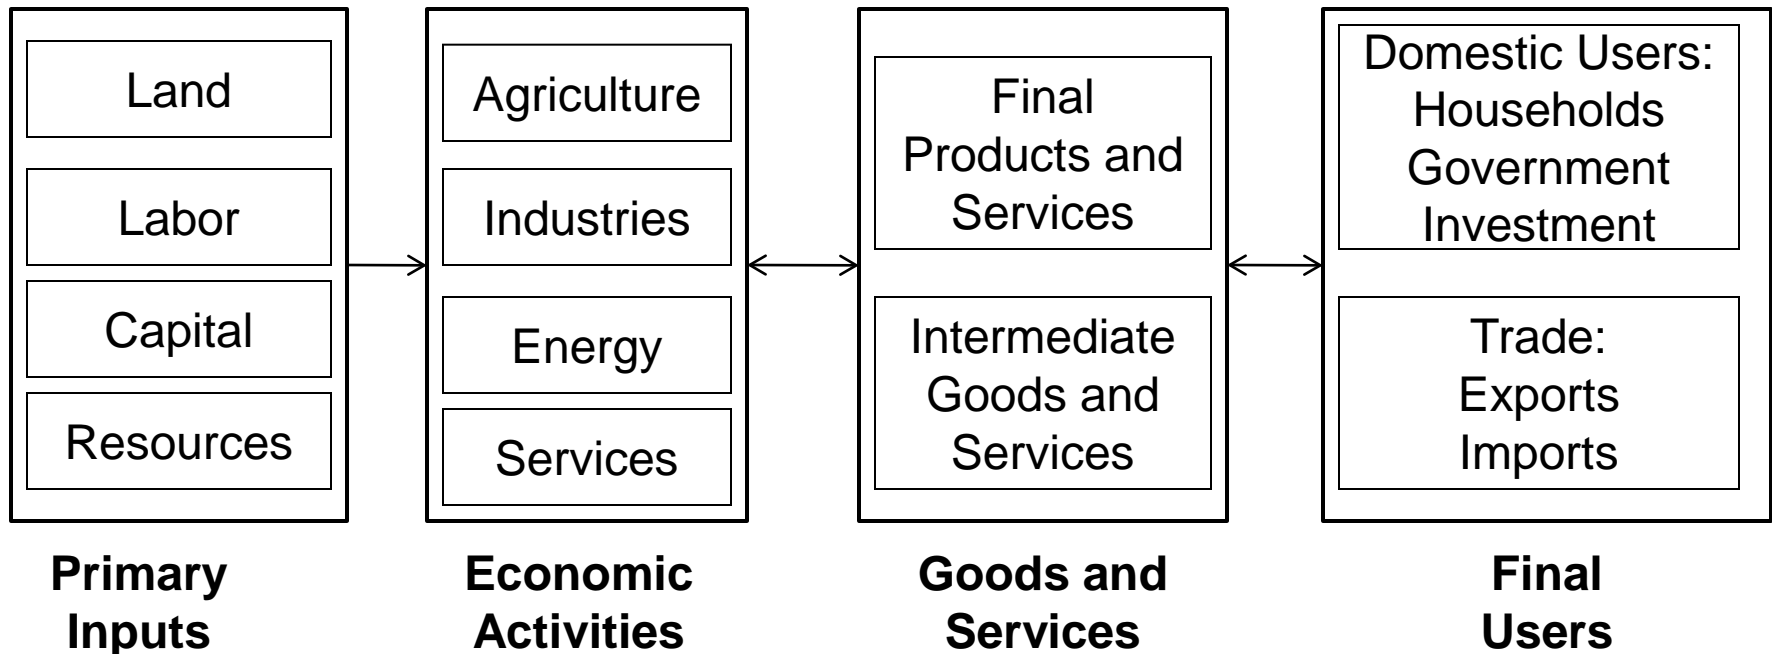 Land
Labor
Capital
Resources
Primary
Inputs
Agriculture
Industries
Energy
Services
Economic
Activities
Final
Products and
Services
Intermediate
Goods and
Services
Goods and
Services
Domestic Users:
Households
Government
Investment
Trade:
Exports
Imports
Final
Users